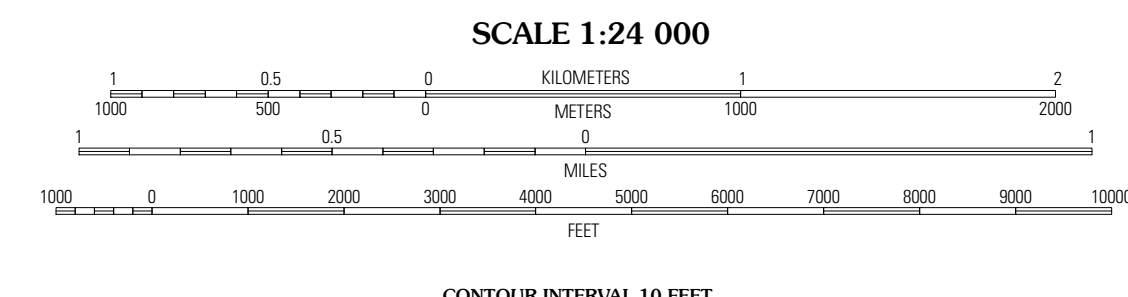 SCALE 1:24 000
1 0.5 0 KILOMETERS 1 2
1000 500 0 METERS 1000 2000
1 0.5 0 1
MILES
1000 0 1000 2000 3000 4000 5000 6000 7000 8000 9000 10000
FEET
CONTOUR INTERVAL 10 FEET